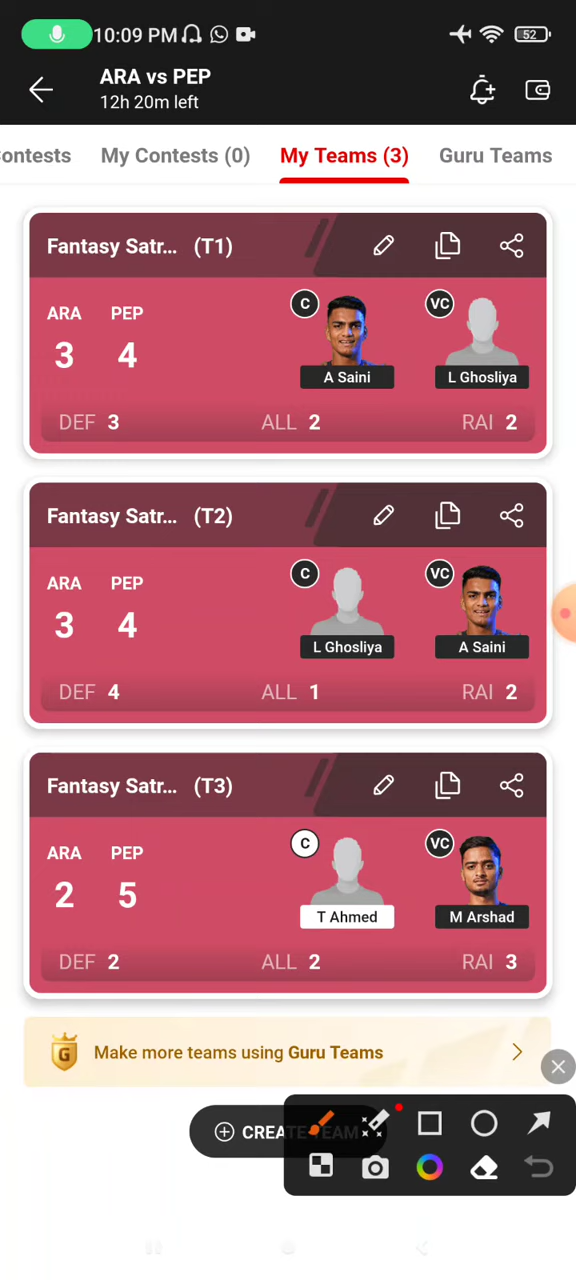 10:09 PM 52
ARA vs PEP
12h 20m left
ontests My Contests (0) My Teams (3) Guru Teams
Fantasy Satr... (T1)
C VC
ARA PEP
3 4
A Saini L Ghosliya
DEF 3 ALL 2 RAI 2
Fantasy Satr... (T2)
C VC
ARA PEP
3 4
L Ghosliya A Saini
DEF 4 ALL 1 RAI 2
Fantasy Satr... (T3)
C VC
ARA PEP
2 5
T Ahmed M Arshad
DEF 2 ALL 2 RAI 3
G Make more teams using Guru Teams
CREATE TEAM